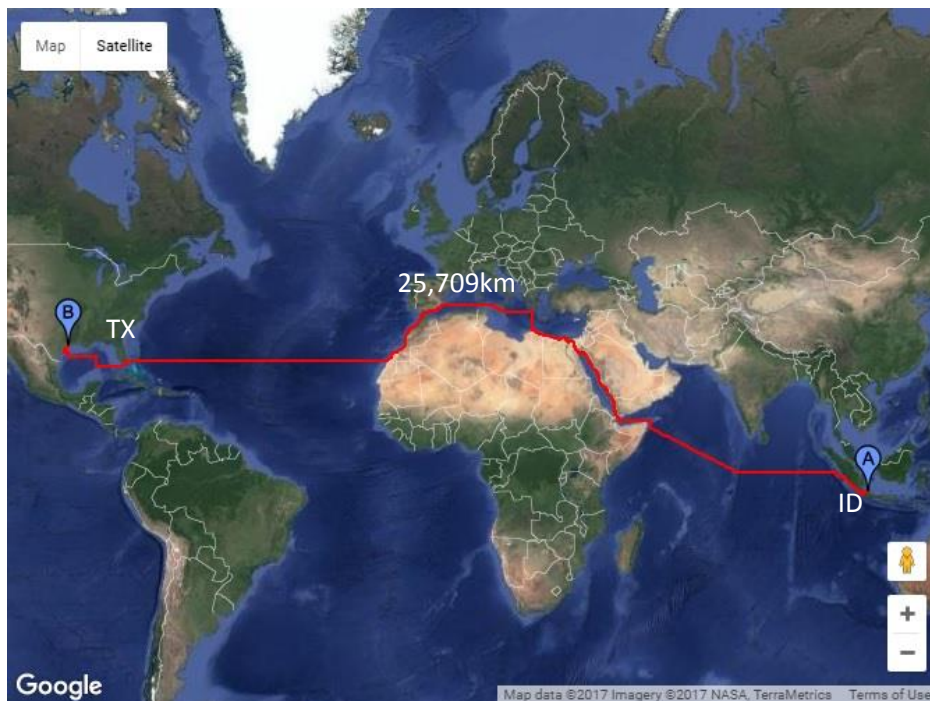 Map Satellite
25,709km
B
TX
A
ID
+
−
Google
Map data ©2017 Imagery ©2017 NASA, TerraMetrics Terms of Use